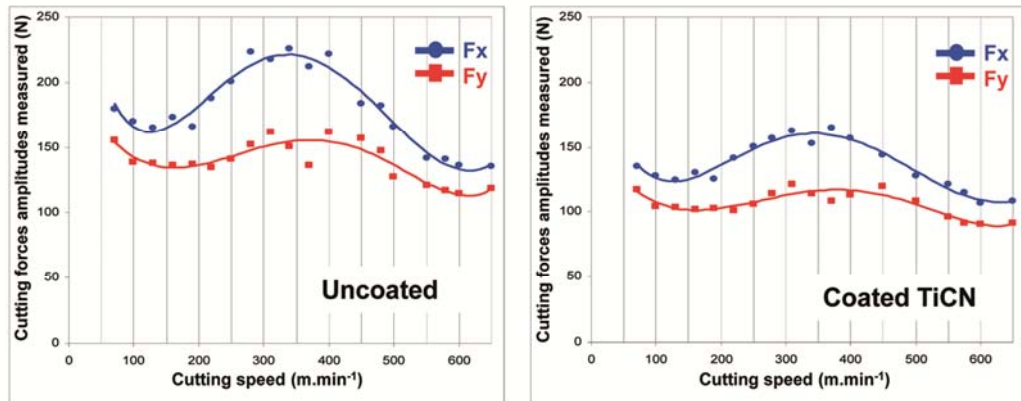 Cutting forces amplitudes measured (N)
250
200
150
100
50
0
0 100 200 300 400 500 600
Cutting speed (m.min-1)
Fx
Fy
Uncoated
Cutting forces amplitudes measured (N)
250
200
150
100
50
0
0 100 200 300 400 500 600
Cutting speed (m.min-1)
Fx
Fy
Coated TiCN